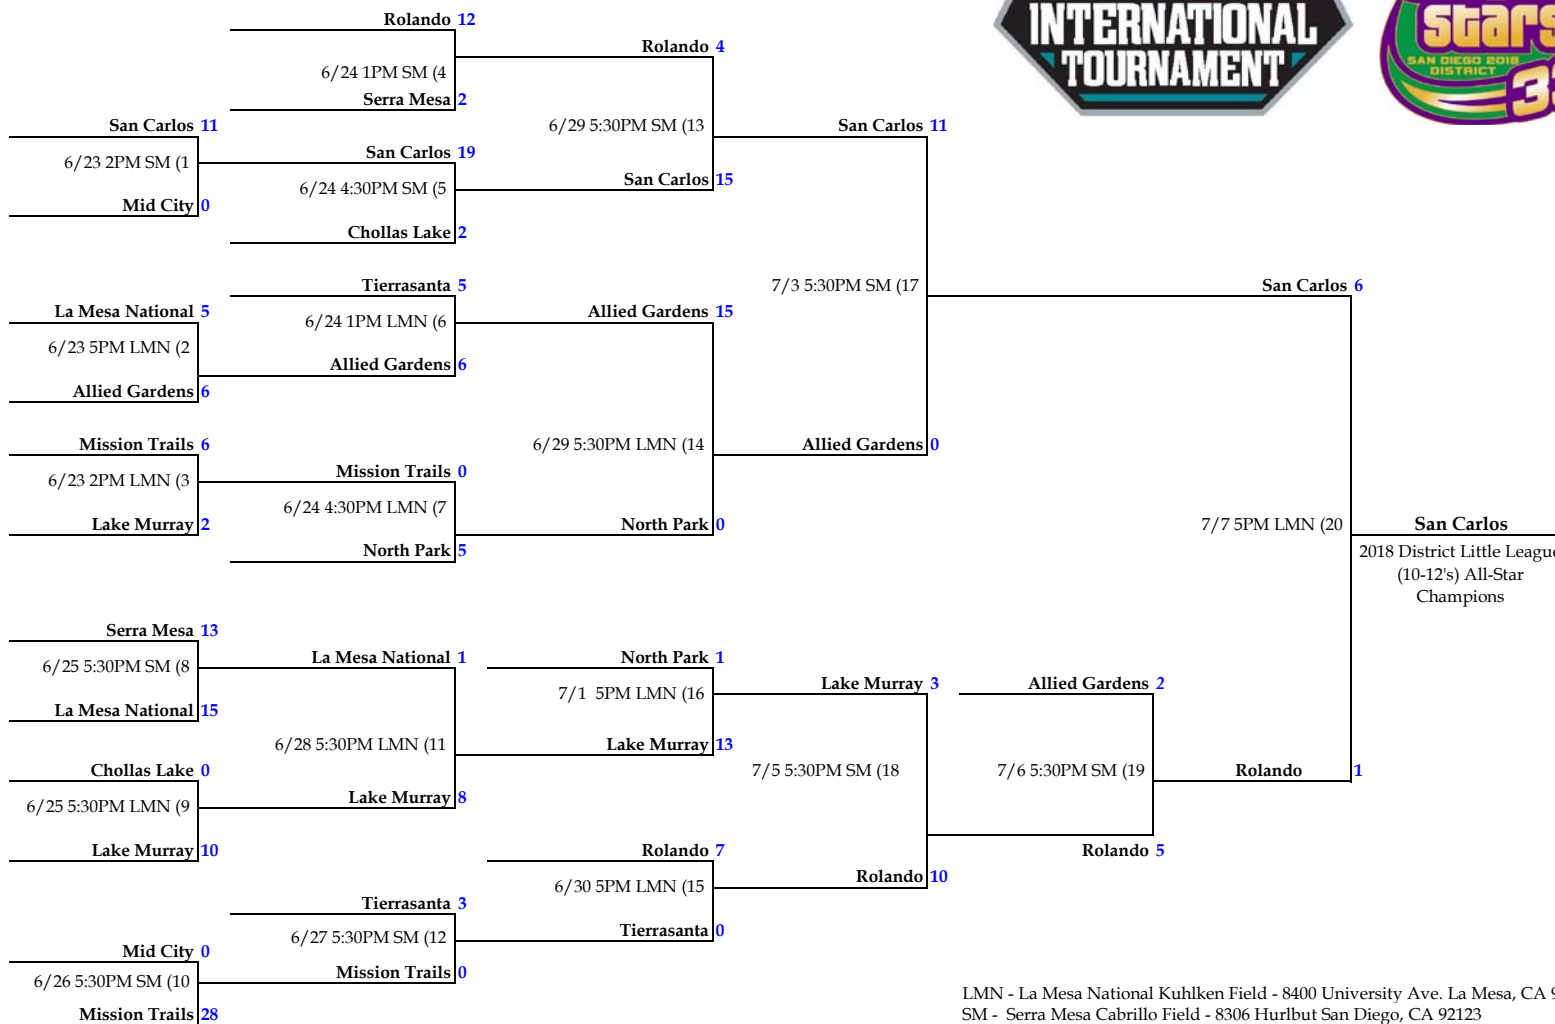 Rolando 12
6/24 1PM SM (4
Serra Mesa 2
Rolando 4
6/29 5:30PM SM (13
San Carlos 15
INTERNATIONAL
TOURNAMENT
stars
SAN DIEGO 2018
DISTRICT
San Carlos 11
6/23 2PM SM (1
Mid City 0
San Carlos 19
6/24 4:30PM SM (5
Chollas Lake 2
San Carlos 11
7/3 5:30PM SM (17
Allied Gardens 0
La Mesa National 5
6/23 5PM LMN (2
Allied Gardens 6
Tierrasanta 5
6/24 1PM LMN (6
Allied Gardens 6
Allied Gardens 15
6/29 5:30PM LMN (14
North Park 0
Mission Trails 6
6/23 2PM LMN (3
Lake Murray 2
Mission Trails 0
6/24 4:30PM LMN (7
North Park 5
San Carlos 6
7/7 5PM LMN (20
Rolando 1
San Carlos
2018 District Little League
(10-12's) All-Star
Champions
Serra Mesa 13
6/25 5:30PM SM (8
La Mesa National 15
La Mesa National 1
6/28 5:30PM LMN (11
Lake Murray 8
North Park 1
7/1 5PM LMN (16
Lake Murray 13
Lake Murray 3
7/5 5:30PM SM (18
Rolando 10
Allied Gardens 2
7/6 5:30PM SM (19
Rolando 5
Chollas Lake 0
6/25 5:30PM LMN (9
Lake Murray 10
Rolando 7
6/30 5PM LMN (15
Tierrasanta 0
Tierrasanta 3
6/27 5:30PM SM (12
Mission Trails 0
Mid City 0
6/26 5:30PM SM (10
Mission Trails 28
LMN - La Mesa National Kuhlken Field - 8400 University Ave. La Mesa, CA 9
SM - Serra Mesa Cabrillo Field - 8306 Hurlbut San Diego, CA 92123